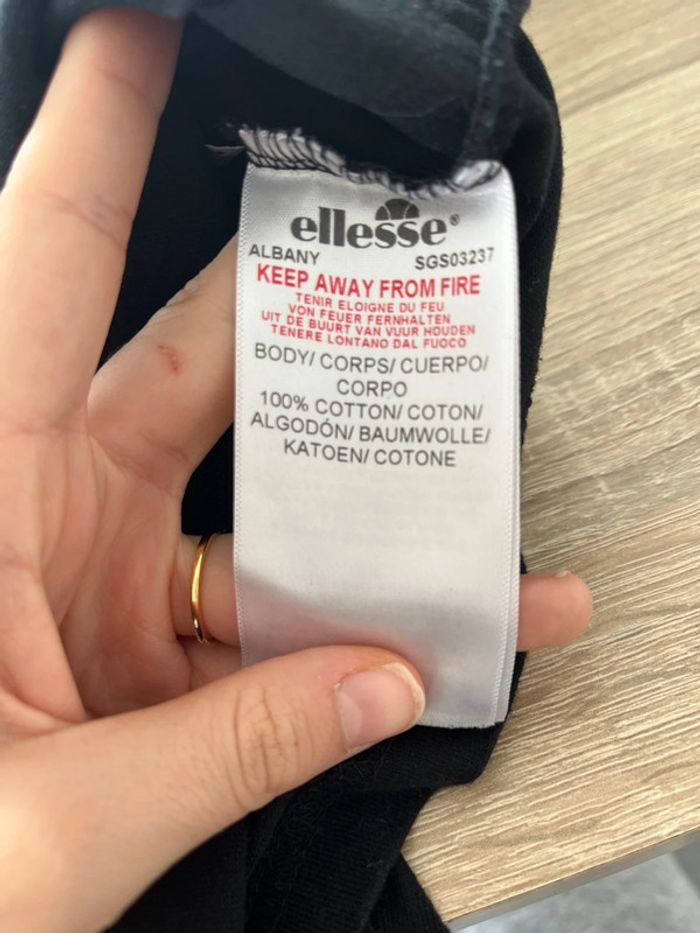 ellesse®
ALBANY SGS03237
KEEP AWAY FROM FIRE
TENIR ELOIGNE DU FEU
VON FEUER FERNHALTEN
UIT DE BUURT VAN VUUR HOUDEN
TENERE LONTANO DAL FUOCO
BODY/ CORPS/ CUERPO/
CORPO
100% COTTON/ COTON/
ALGODÓN/ BAUMWOLLE/
KATOEN/ COTONE